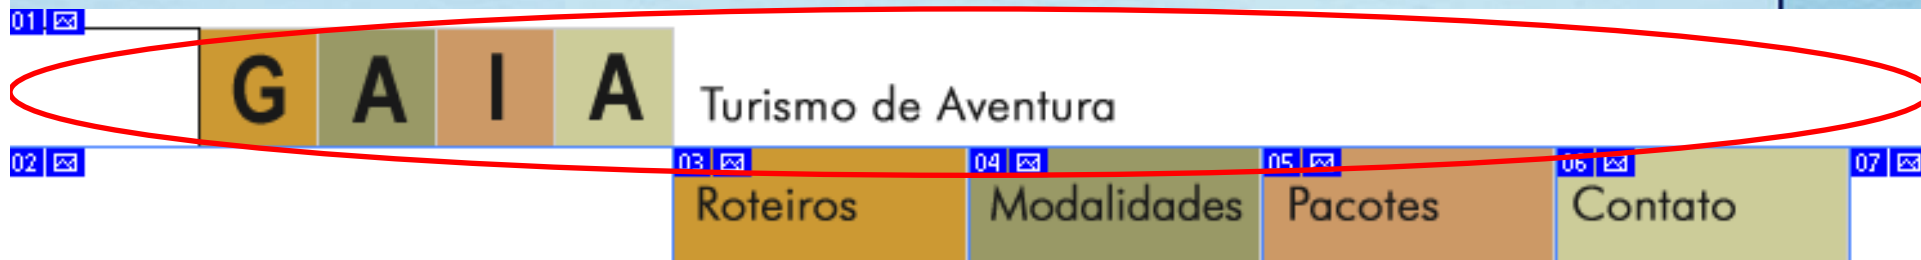 01
G A I A Turismo de Aventura
02 03 04 05 06 07
Roteiros Modalidades Pacotes Contato